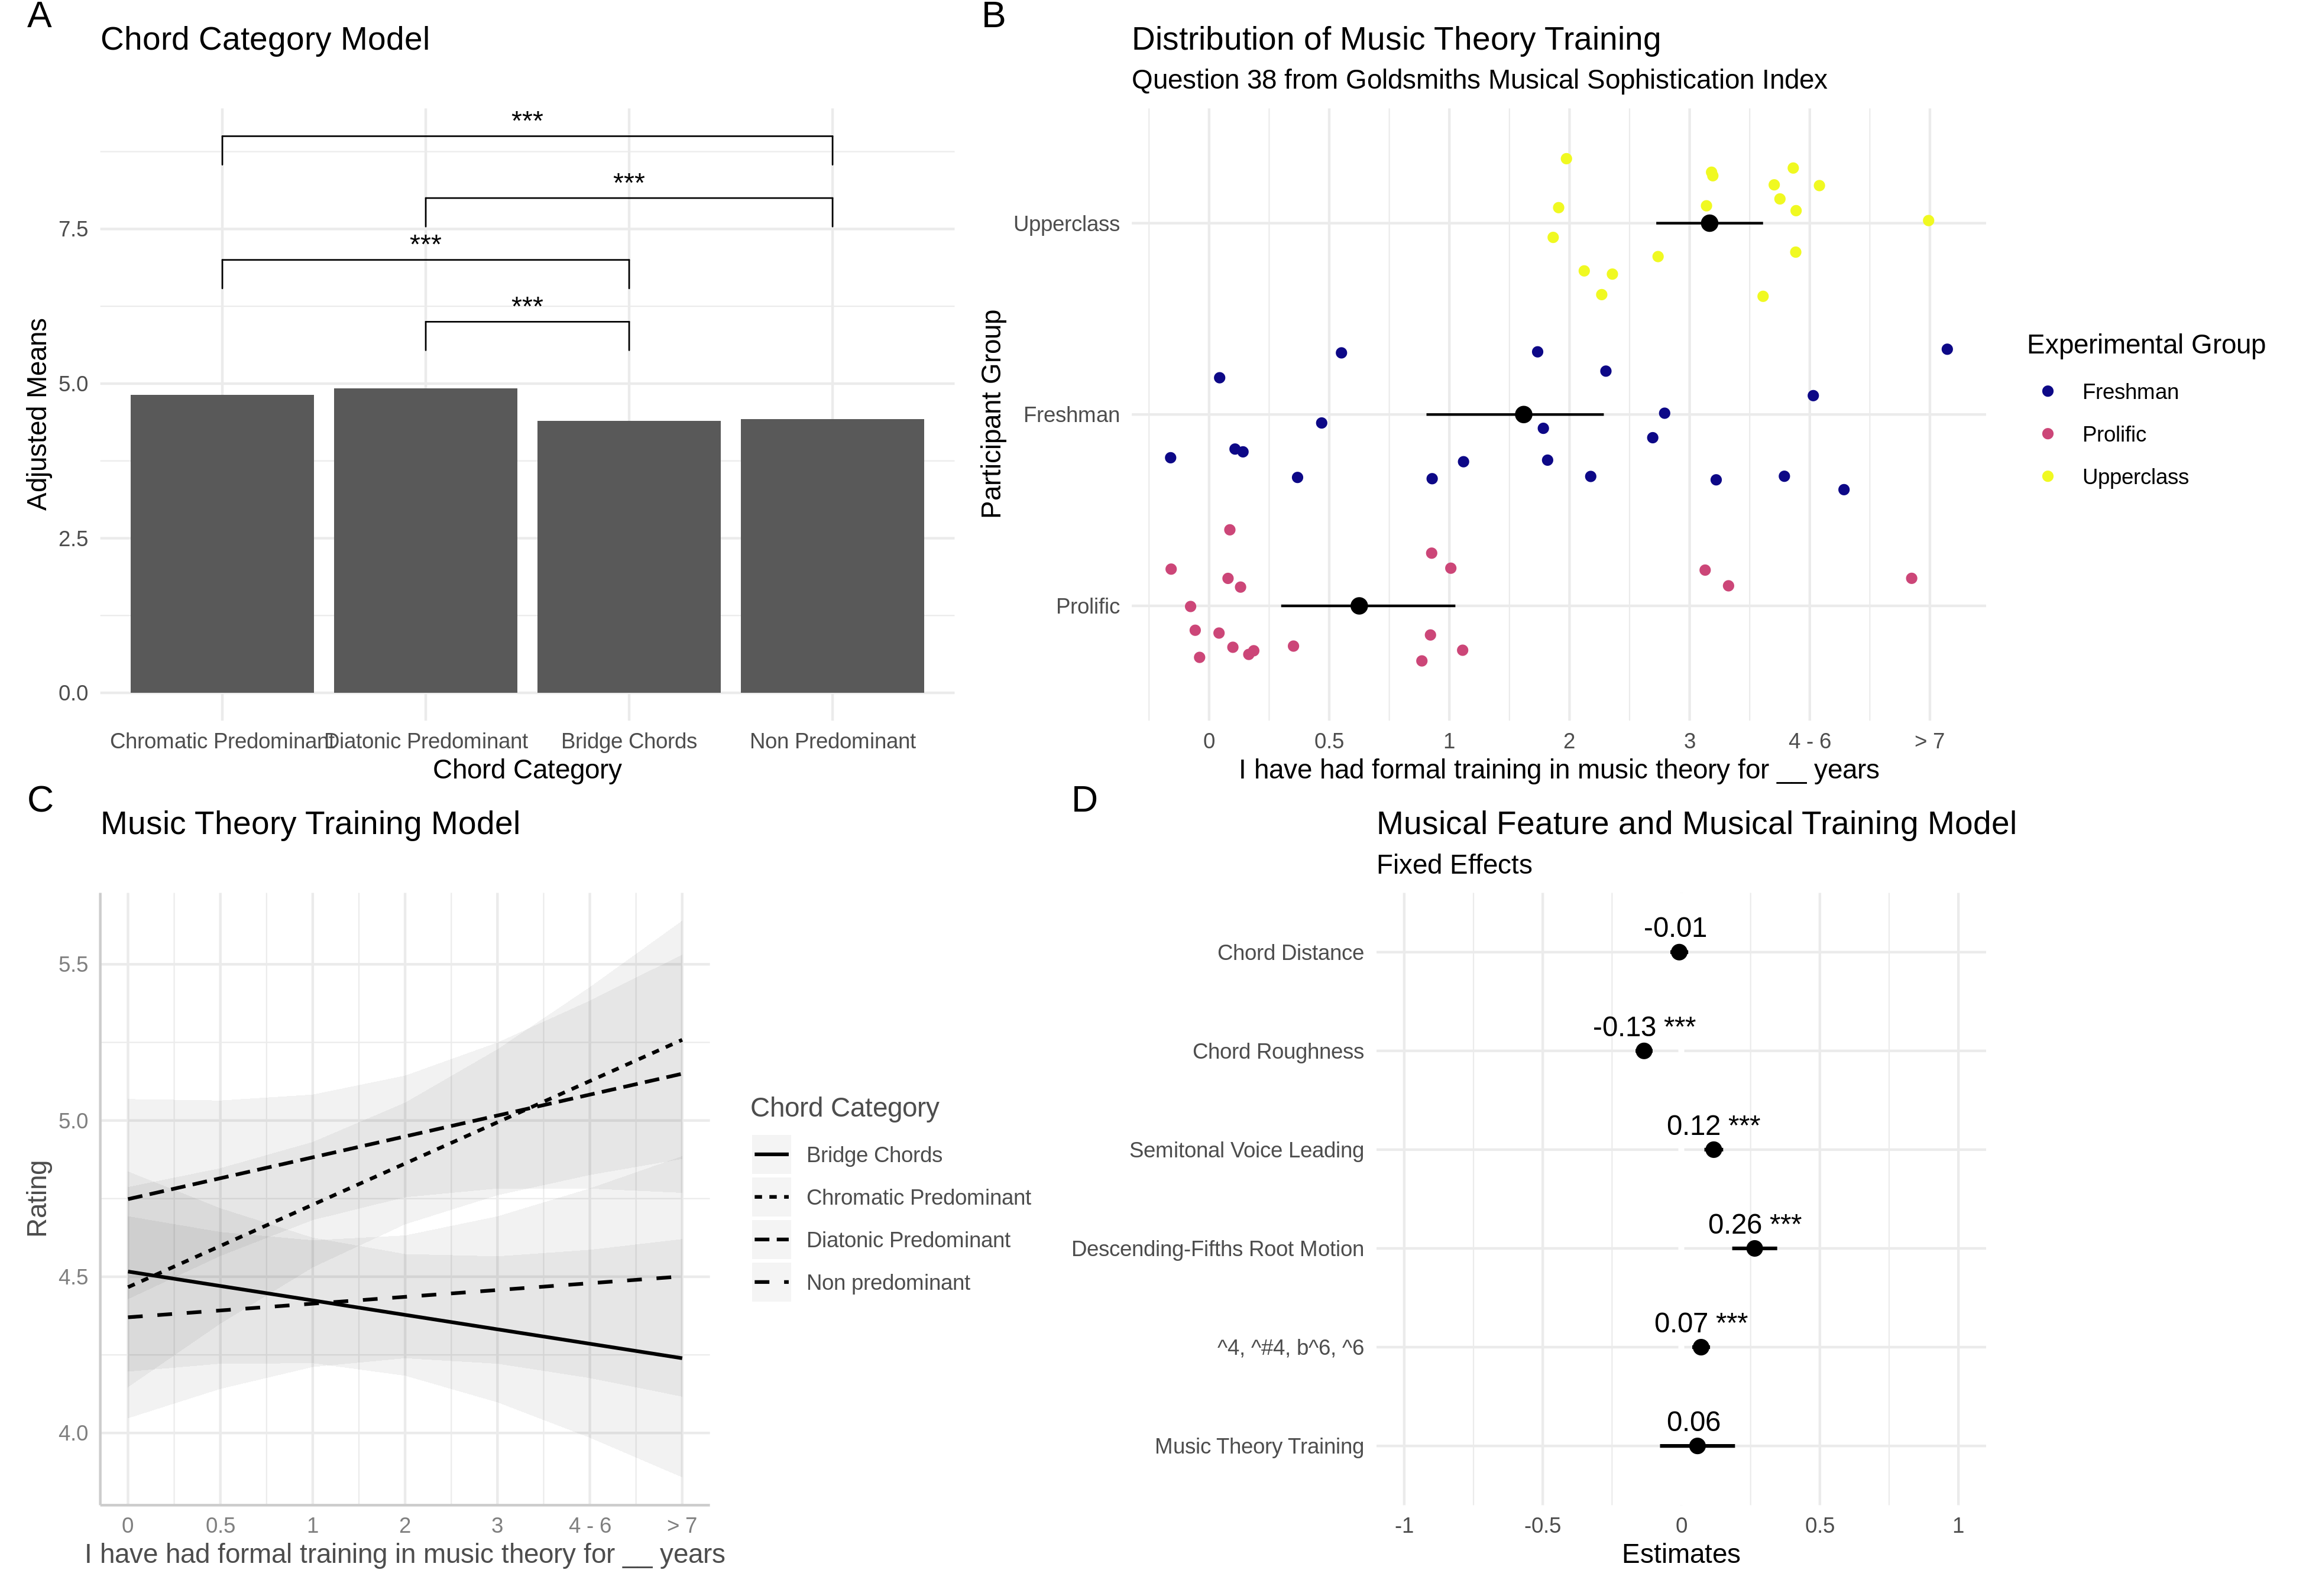 A
Chord Category Model
***
***
***
***
7.5
5.0
2.5
0.0
Adjusted Means
Chromatic Predominant
Diatonic Predominant
Bridge Chords
Non Predominant
Chord Category
B
Distribution of Music Theory Training
Question 38 from Goldsmiths Musical Sophistication Index
Participant Group
Upperclass
Freshman
Prolific
0
0.5
1
2
3
4 - 6
> 7
I have had formal training in music theory for __ years
Experimental Group
Freshman
Prolific
Upperclass
C
Music Theory Training Model
Rating
5.5
5.0
4.5
4.0
0
0.5
1
2
3
4 - 6
> 7
I have had formal training in music theory for __ years
Chord Category
Bridge Chords
Chromatic Predominant
Diatonic Predominant
Non predominant
D
Musical Feature and Musical Training Model
Fixed Effects
Chord Distance
-0.01
Chord Roughness
-0.13 ***
Semitonal Voice Leading
0.12 ***
Descending-Fifths Root Motion
0.26 ***
^4, ^#4, b^6, ^6
0.07 ***
Music Theory Training
0.06
-1
-0.5
0
0.5
1
Estimates